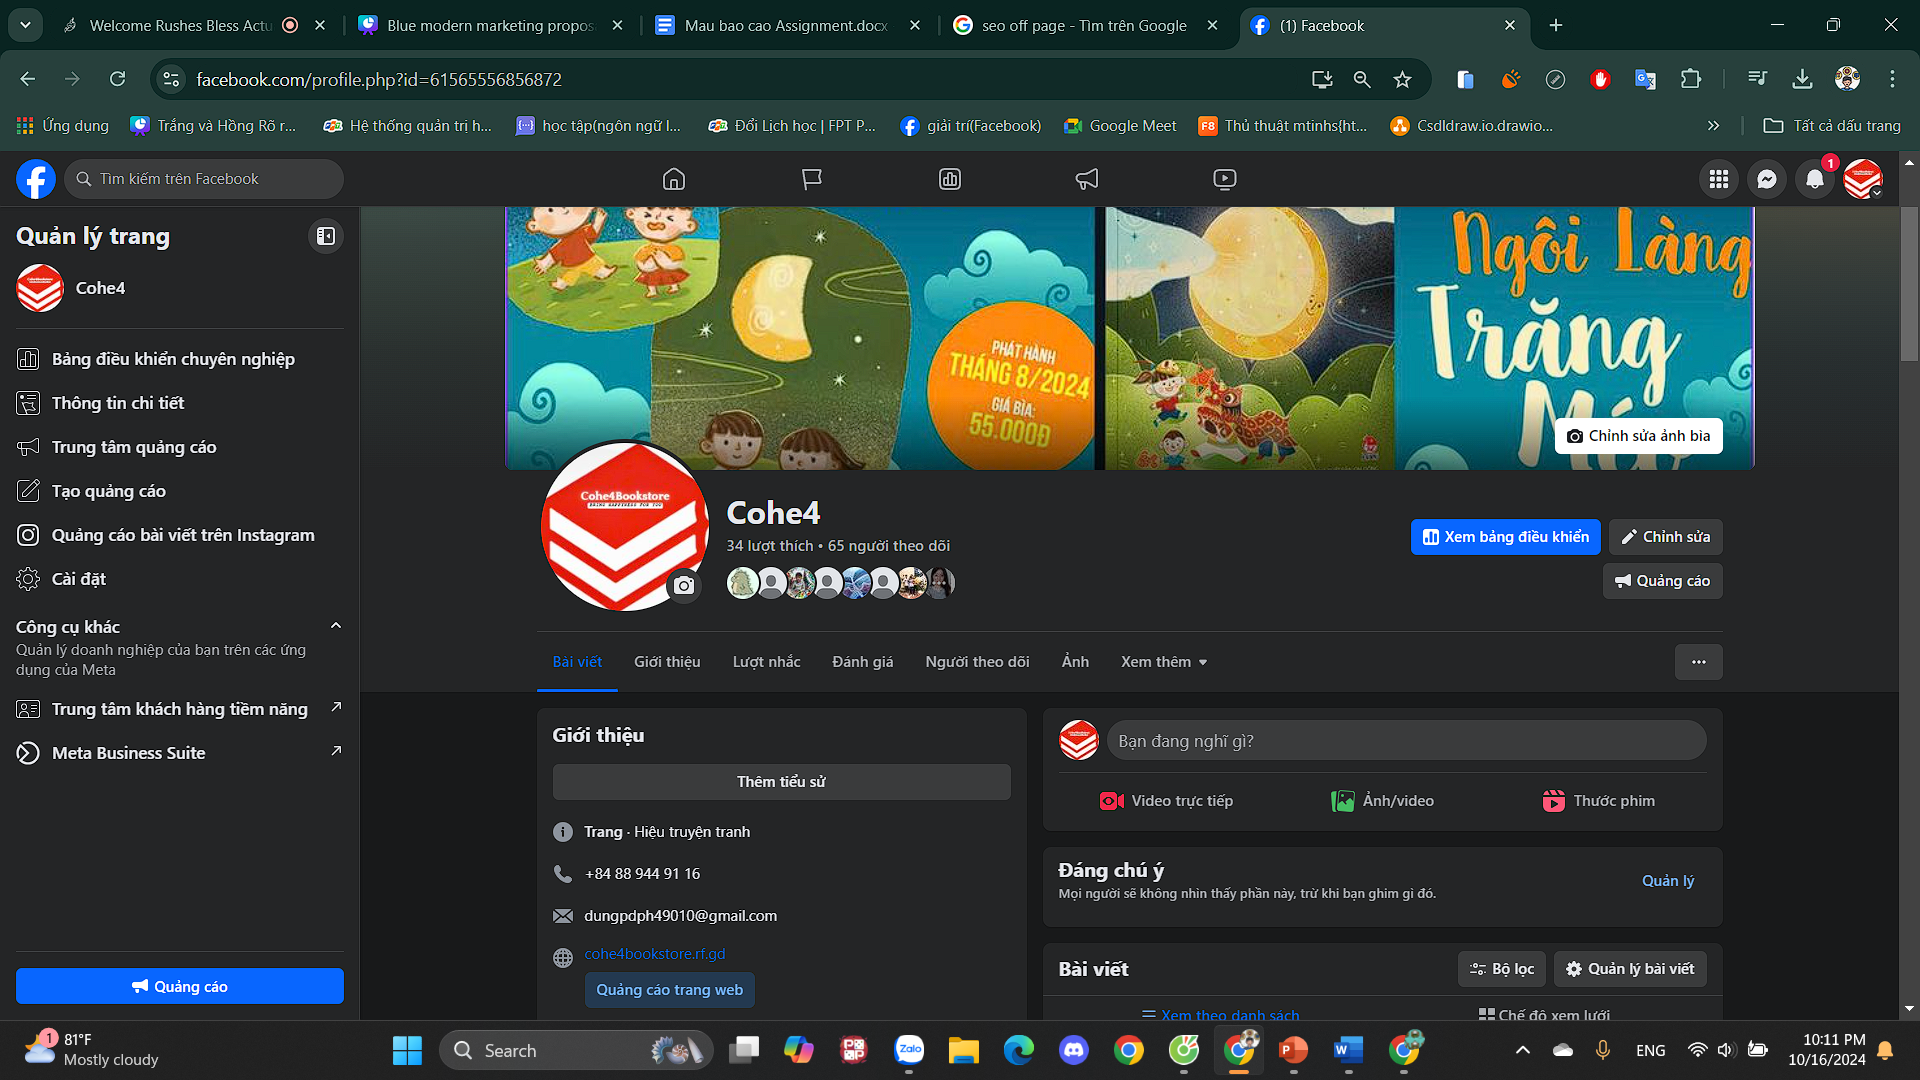 Welcome Rushes Bless Actu
Blue modern marketing propos
Mau bao cao Assignment.docx
seo off page - Tìm trên Google
(1) Facebook
facebook.com/profile.php?id=61565556856872
Ứng dụng
Trắng và Hồng Rõ r...
Hệ thống quản trị h...
học tập(ngôn ngữ l...
Đổi Lịch học | FPT P...
giải trí(Facebook)
Google Meet
F8
Thủ thuật mtinhs{ht...
Csdldraw.io.drawio...
Tất cả dấu trang
Tìm kiếm trên Facebook
1
Quản lý trang
Cohe4
Bảng điều khiển chuyên nghiệp
Thông tin chi tiết
Trung tâm quảng cáo
Tạo quảng cáo
Quảng cáo bài viết trên Instagram
Cài đặt
Công cụ khác
Quản lý doanh nghiệp của bạn trên các ứng
dụng của Meta
Trung tâm khách hàng tiềm năng
Meta Business Suite
Quảng cáo
PHÁT HÀNH
THÁNG 8/2024
GIÁ BÌA:
55.000Đ
Ngôi Làng
Trăng
Chỉnh sửa ảnh bìa
Cohe4Bookstore
BRING HAPPINESS FOR YOU
Cohe4
34 lượt thích • 65 người theo dõi
Xem bảng điều khiển
Chỉnh sửa
Quảng cáo
Bài viết
Giới thiệu
Lượt nhắc
Đánh giá
Người theo dõi
Ảnh
Xem thêm
Giới thiệu
Thêm tiểu sử
Trang · Hiệu truyện tranh
+84 88 944 91 16
dungpdph49010@gmail.com
cohe4bookstore.rf.gd
Quảng cáo trang web
Bạn đang nghĩ gì?
Video trực tiếp
Ảnh/video
Thước phim
Đáng chú ý
Mọi người sẽ không nhìn thấy phần này, trừ khi bạn ghim gì đó.
Quản lý
Bài viết
Bộ lọc
Quản lý bài viết
Xem theo danh sách
Chế độ xem lưới
1
81°F
Mostly cloudy
Search
Zalo
ENG
10:11 PM
10/16/2024